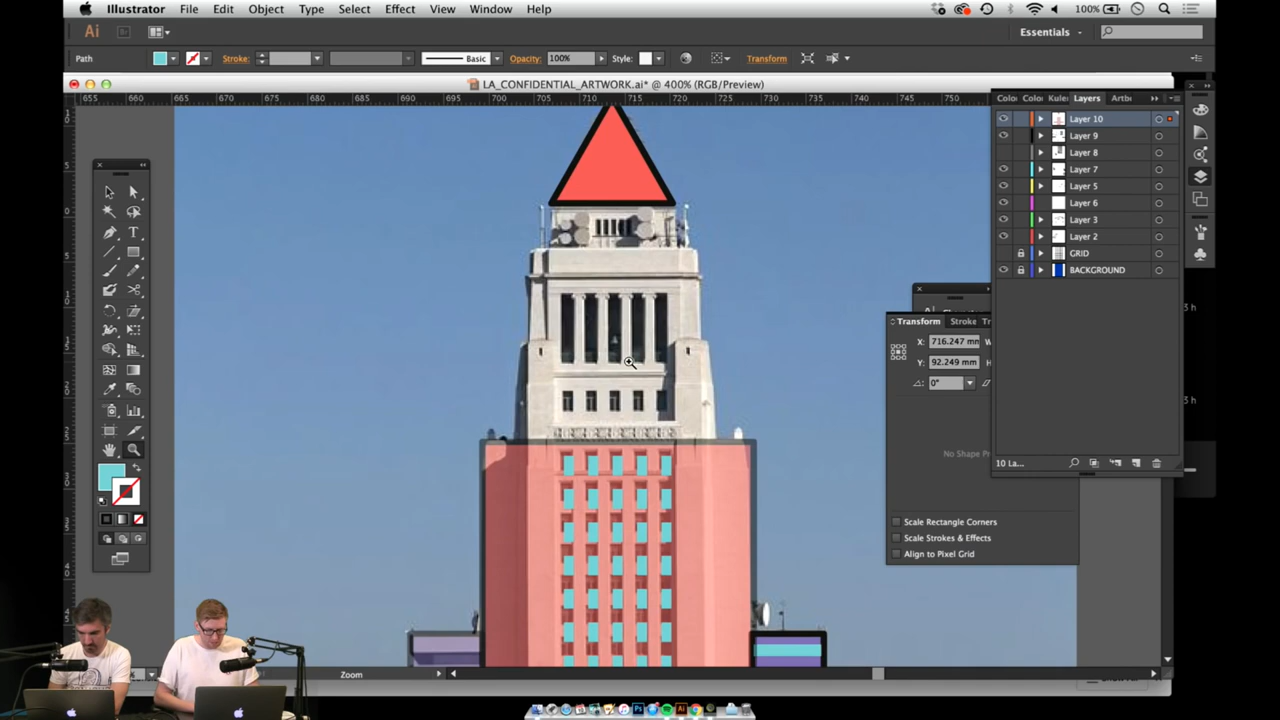 Illustrator File Edit Object Type Select Effect View Window Help 100%
Ai Essentials
Path Stroke: Basic Opacity: 100% Style: Transform
LA_CONFIDENTIAL_ARTWORK.ai* @ 400% (RGB/Preview)
655 660 665 670 675 680 685 690 695 700 705 710 715 720 725 730 735 740 745 750
Kuler Layers
Layer 10
Layer 9
Layer 8
Layer 7
Layer 5
Layer 6
Layer 3
Layer 2
GRID
BACKGROUND
Transform Stroke
X: 716.247 mm
Y: 92.249 mm
0°
No Shape Pr
10 La...
Scale Rectangle Corners
Scale Strokes & Effects
Align to Pixel Grid
Zoom